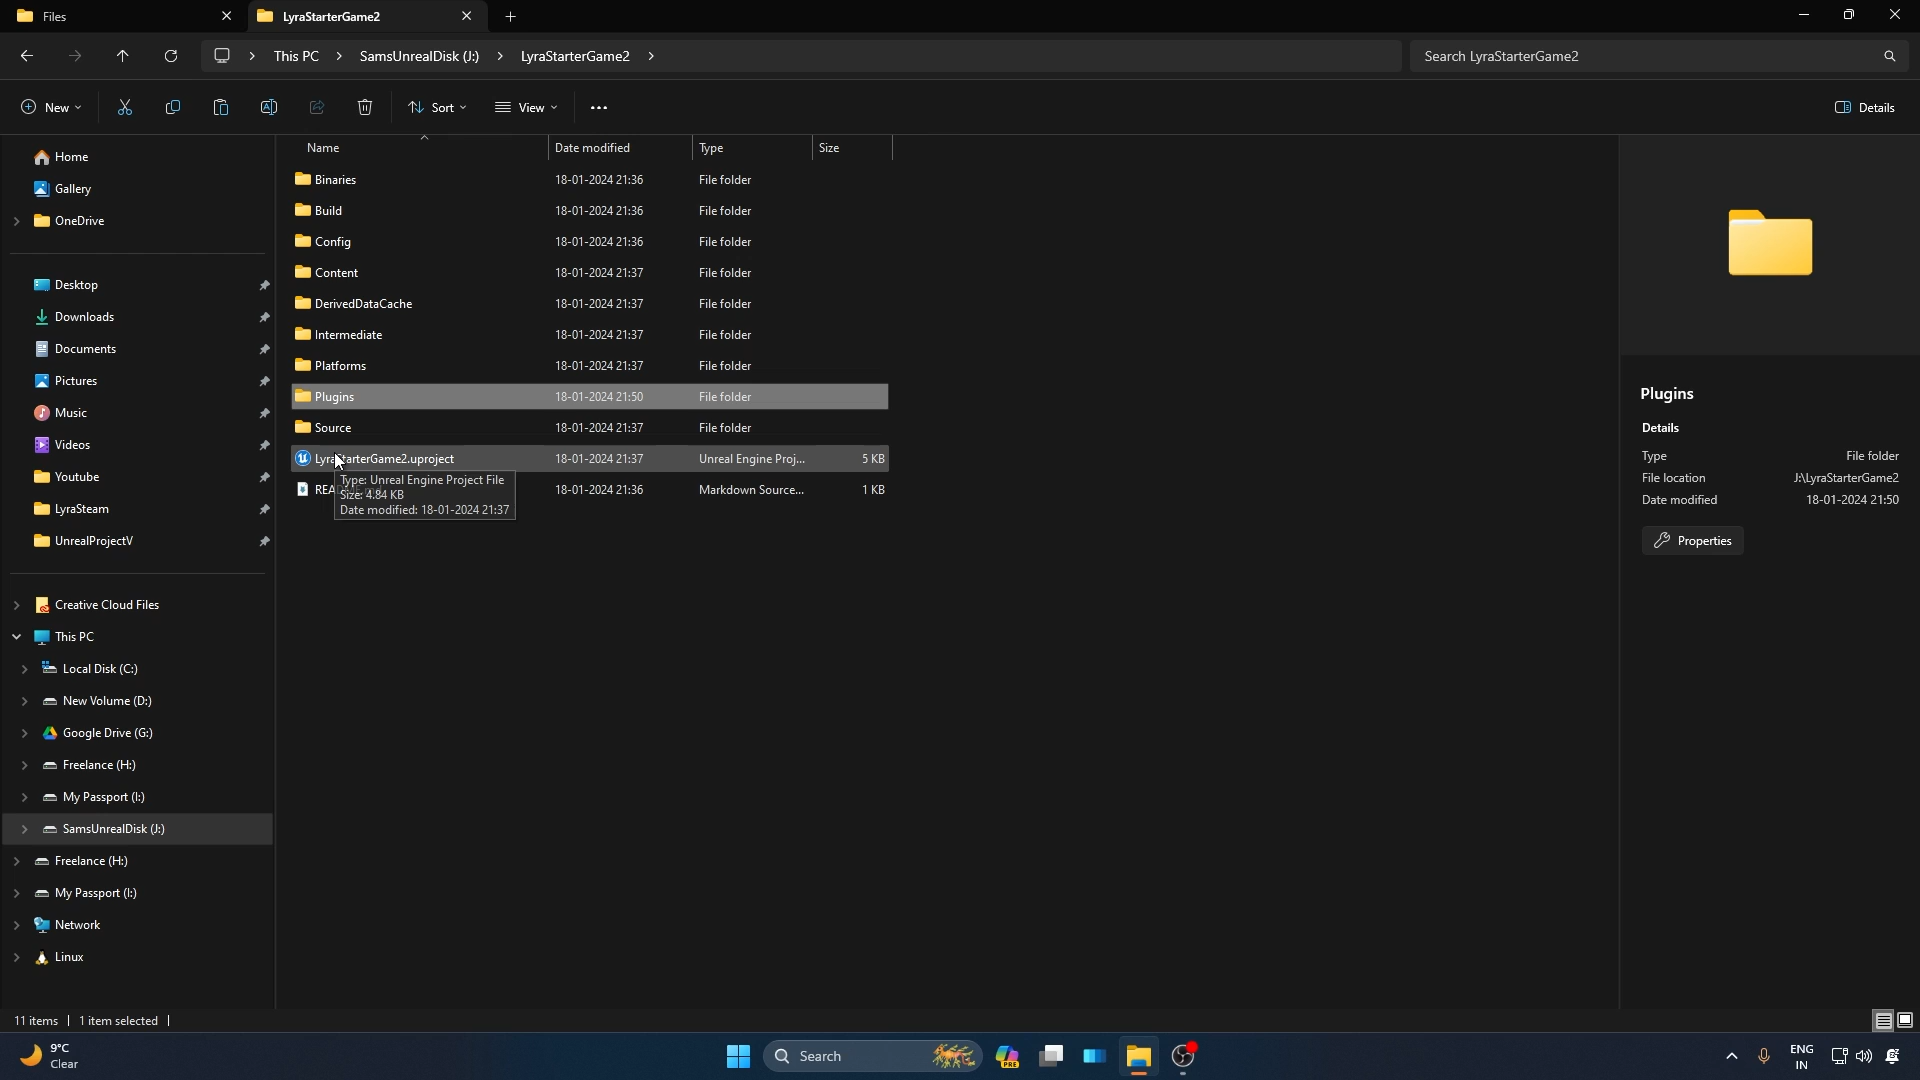 Files
LyraStarterGame2
This PC
SamsUnrealDisk (J:)
LyraStarterGame2
Search LyraStarterGame2
New
Sort
View
Details
Name
Date modified
Type
Size
Home
Gallery
OneDrive
Desktop
Downloads
Documents
Pictures
Music
Videos
Youtube
LyraSteam
UnrealProjectV
Creative Cloud Files
This PC
Local Disk (C:)
New Volume (D:)
Google Drive (G:)
Freelance (H:)
My Passport (I:)
SamsUnrealDisk (J:)
Freelance (H:)
My Passport (I:)
Network
Linux
Binaries 18-01-2024 21:36 File folder
Build 18-01-2024 21:36 File folder
Config 18-01-2024 21:36 File folder
Content 18-01-2024 21:37 File folder
DerivedDataCache 18-01-2024 21:37 File folder
Intermediate 18-01-2024 21:37 File folder
Platforms 18-01-2024 21:37 File folder
Plugins 18-01-2024 21:50 File folder
Source 18-01-2024 21:37 File folder
LyraStarterGame2.uproject 18-01-2024 21:37 Unreal Engine Proj... 5 KB
18-01-2024 21:36 Markdown Source... 1 KB
Type: Unreal Engine Project File
Size: 4.84 KB
Date modified: 18-01-2024 21:37
Plugins
Details
Type File folder
File location J:\LyraStarterGame2
Date modified 18-01-2024 21:50
Properties
11 items
1 item selected
9°C
Clear
Search
PRE
ENG
IN